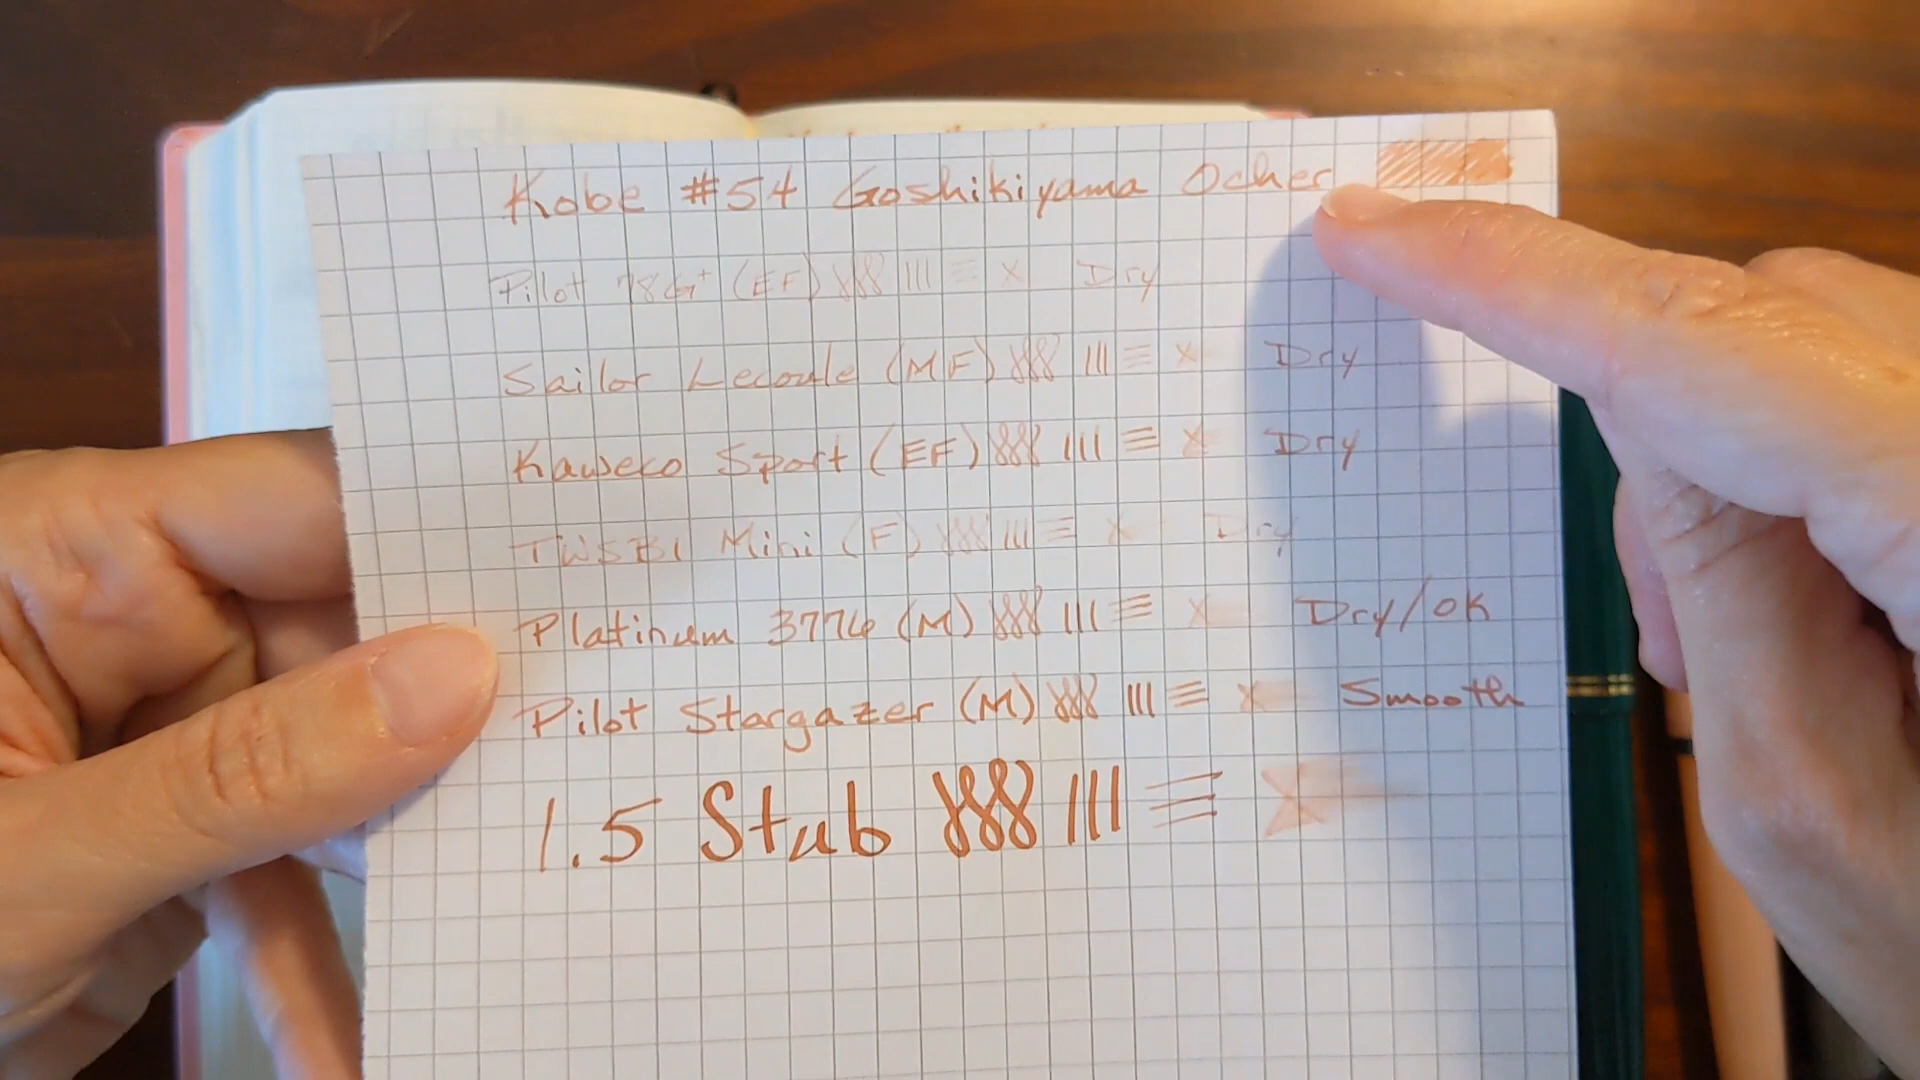 Kobe #54 Goshikiyama Ocher
Pilot 78G+ (EF) Dry
Sailor Lecoule (MF) Dry
Kaweco Sport (EF) Dry
TWSBI Mini (F) Dry
Platinum 3776 (M) Dry/OK
Pilot Stargazer (M) Smooth
1.5 Stub